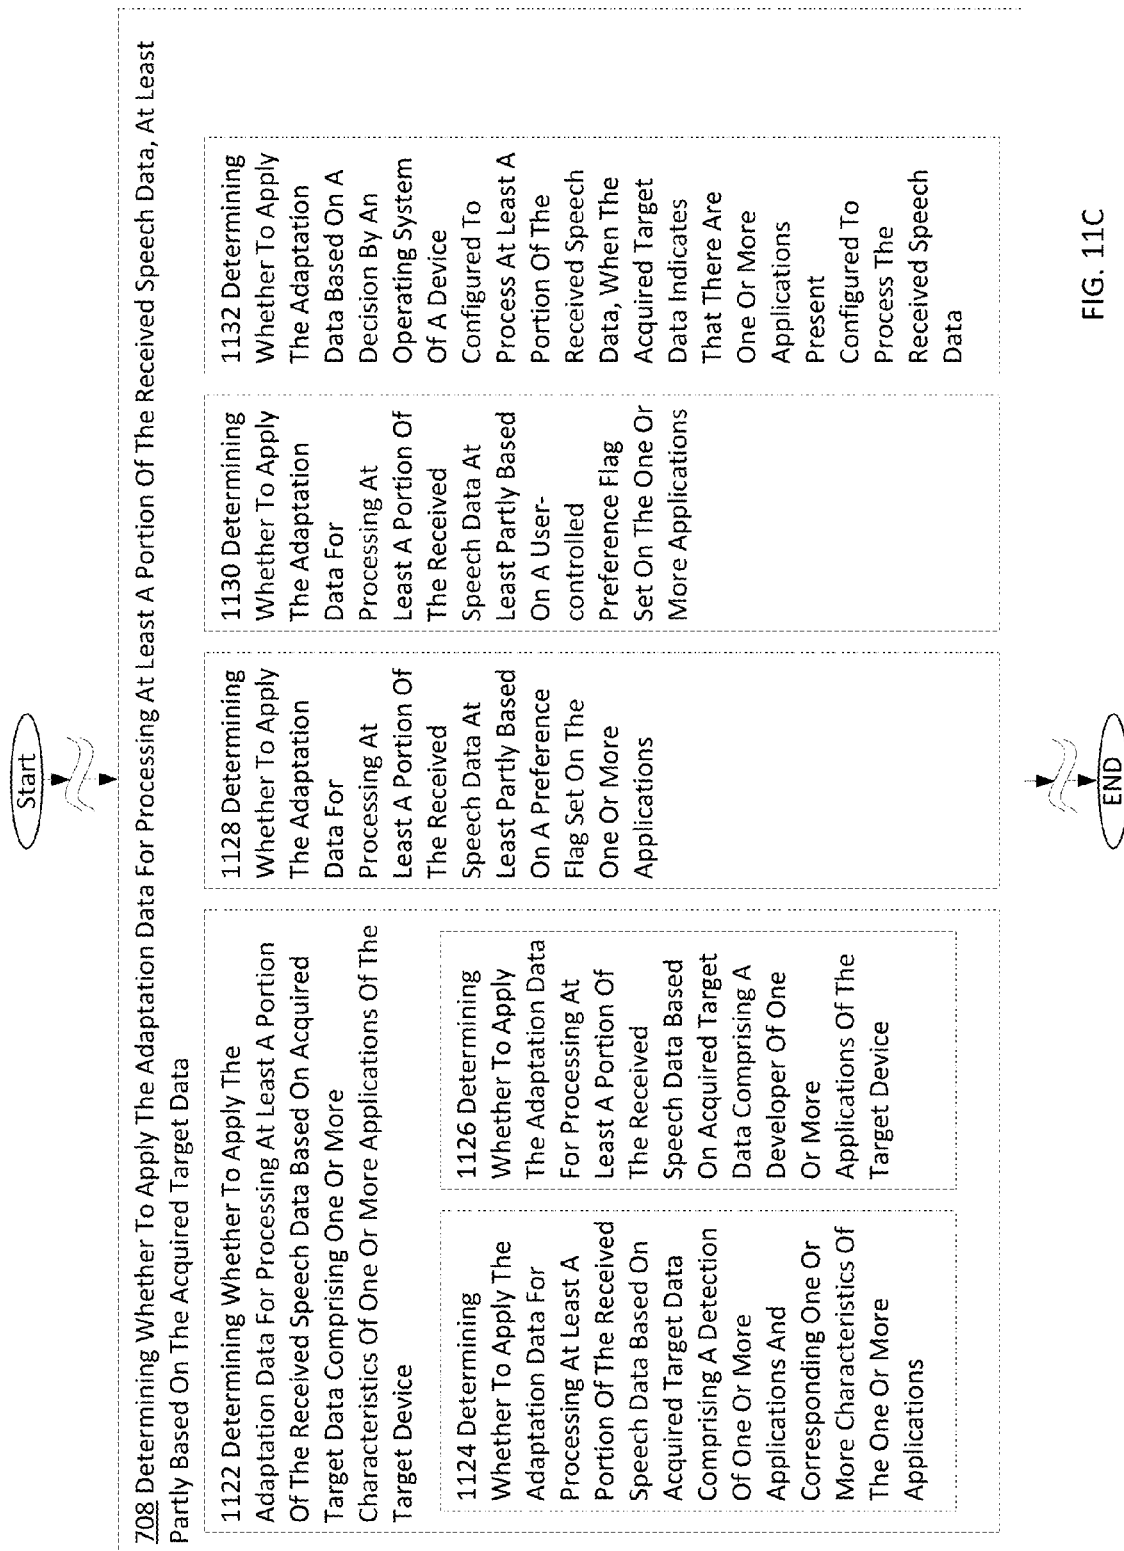 Start
708 Determining Whether To Apply The Adaptation Data For Processing At Least A Portion Of The Received Speech Data, At Least
Partly Based On The Acquired Target Data
1122 Determining Whether To Apply The
Adaptation Data For Processing At Least A Portion
Of The Received Speech Data Based On Acquired
Target Data Comprising One Or More
Characteristics Of One Or More Applications Of The
Target Device
1124 Determining
Whether To Apply The
Adaptation Data For
Processing At Least A
Portion Of The Received
Speech Data Based On
Acquired Target Data
Comprising A Detection
Of One Or More
Applications And
Corresponding One Or
More Characteristics Of
The One Or More
Applications
1126 Determining
Whether To Apply
The Adaptation Data
For Processing At
Least A Portion Of
The Received
Speech Data Based
On Acquired Target
Data Comprising A
Developer Of One
Or More
Applications Of The
Target Device
1128 Determining
Whether To Apply
The Adaptation
Data For
Processing At
Least A Portion Of
The Received
Speech Data At
Least Partly Based
On A Preference
Flag Set On The
One Or More
Applications
1130 Determining
Whether To Apply
The Adaptation
Data For
Processing At
Least A Portion Of
The Received
Speech Data At
Least Partly Based
On A User-
controlled
Preference Flag
Set On The One Or
More Applications
1132 Determining
Whether To Apply
The Adaptation
Data Based On A
Decision By An
Operating System
Of A Device
Configured To
Process At Least A
Portion Of The
Received Speech
Data, When The
Acquired Target
Data Indicates
That There Are
One Or More
Applications
Present
Configured To
Process The
Received Speech
Data
END
FIG. 11C